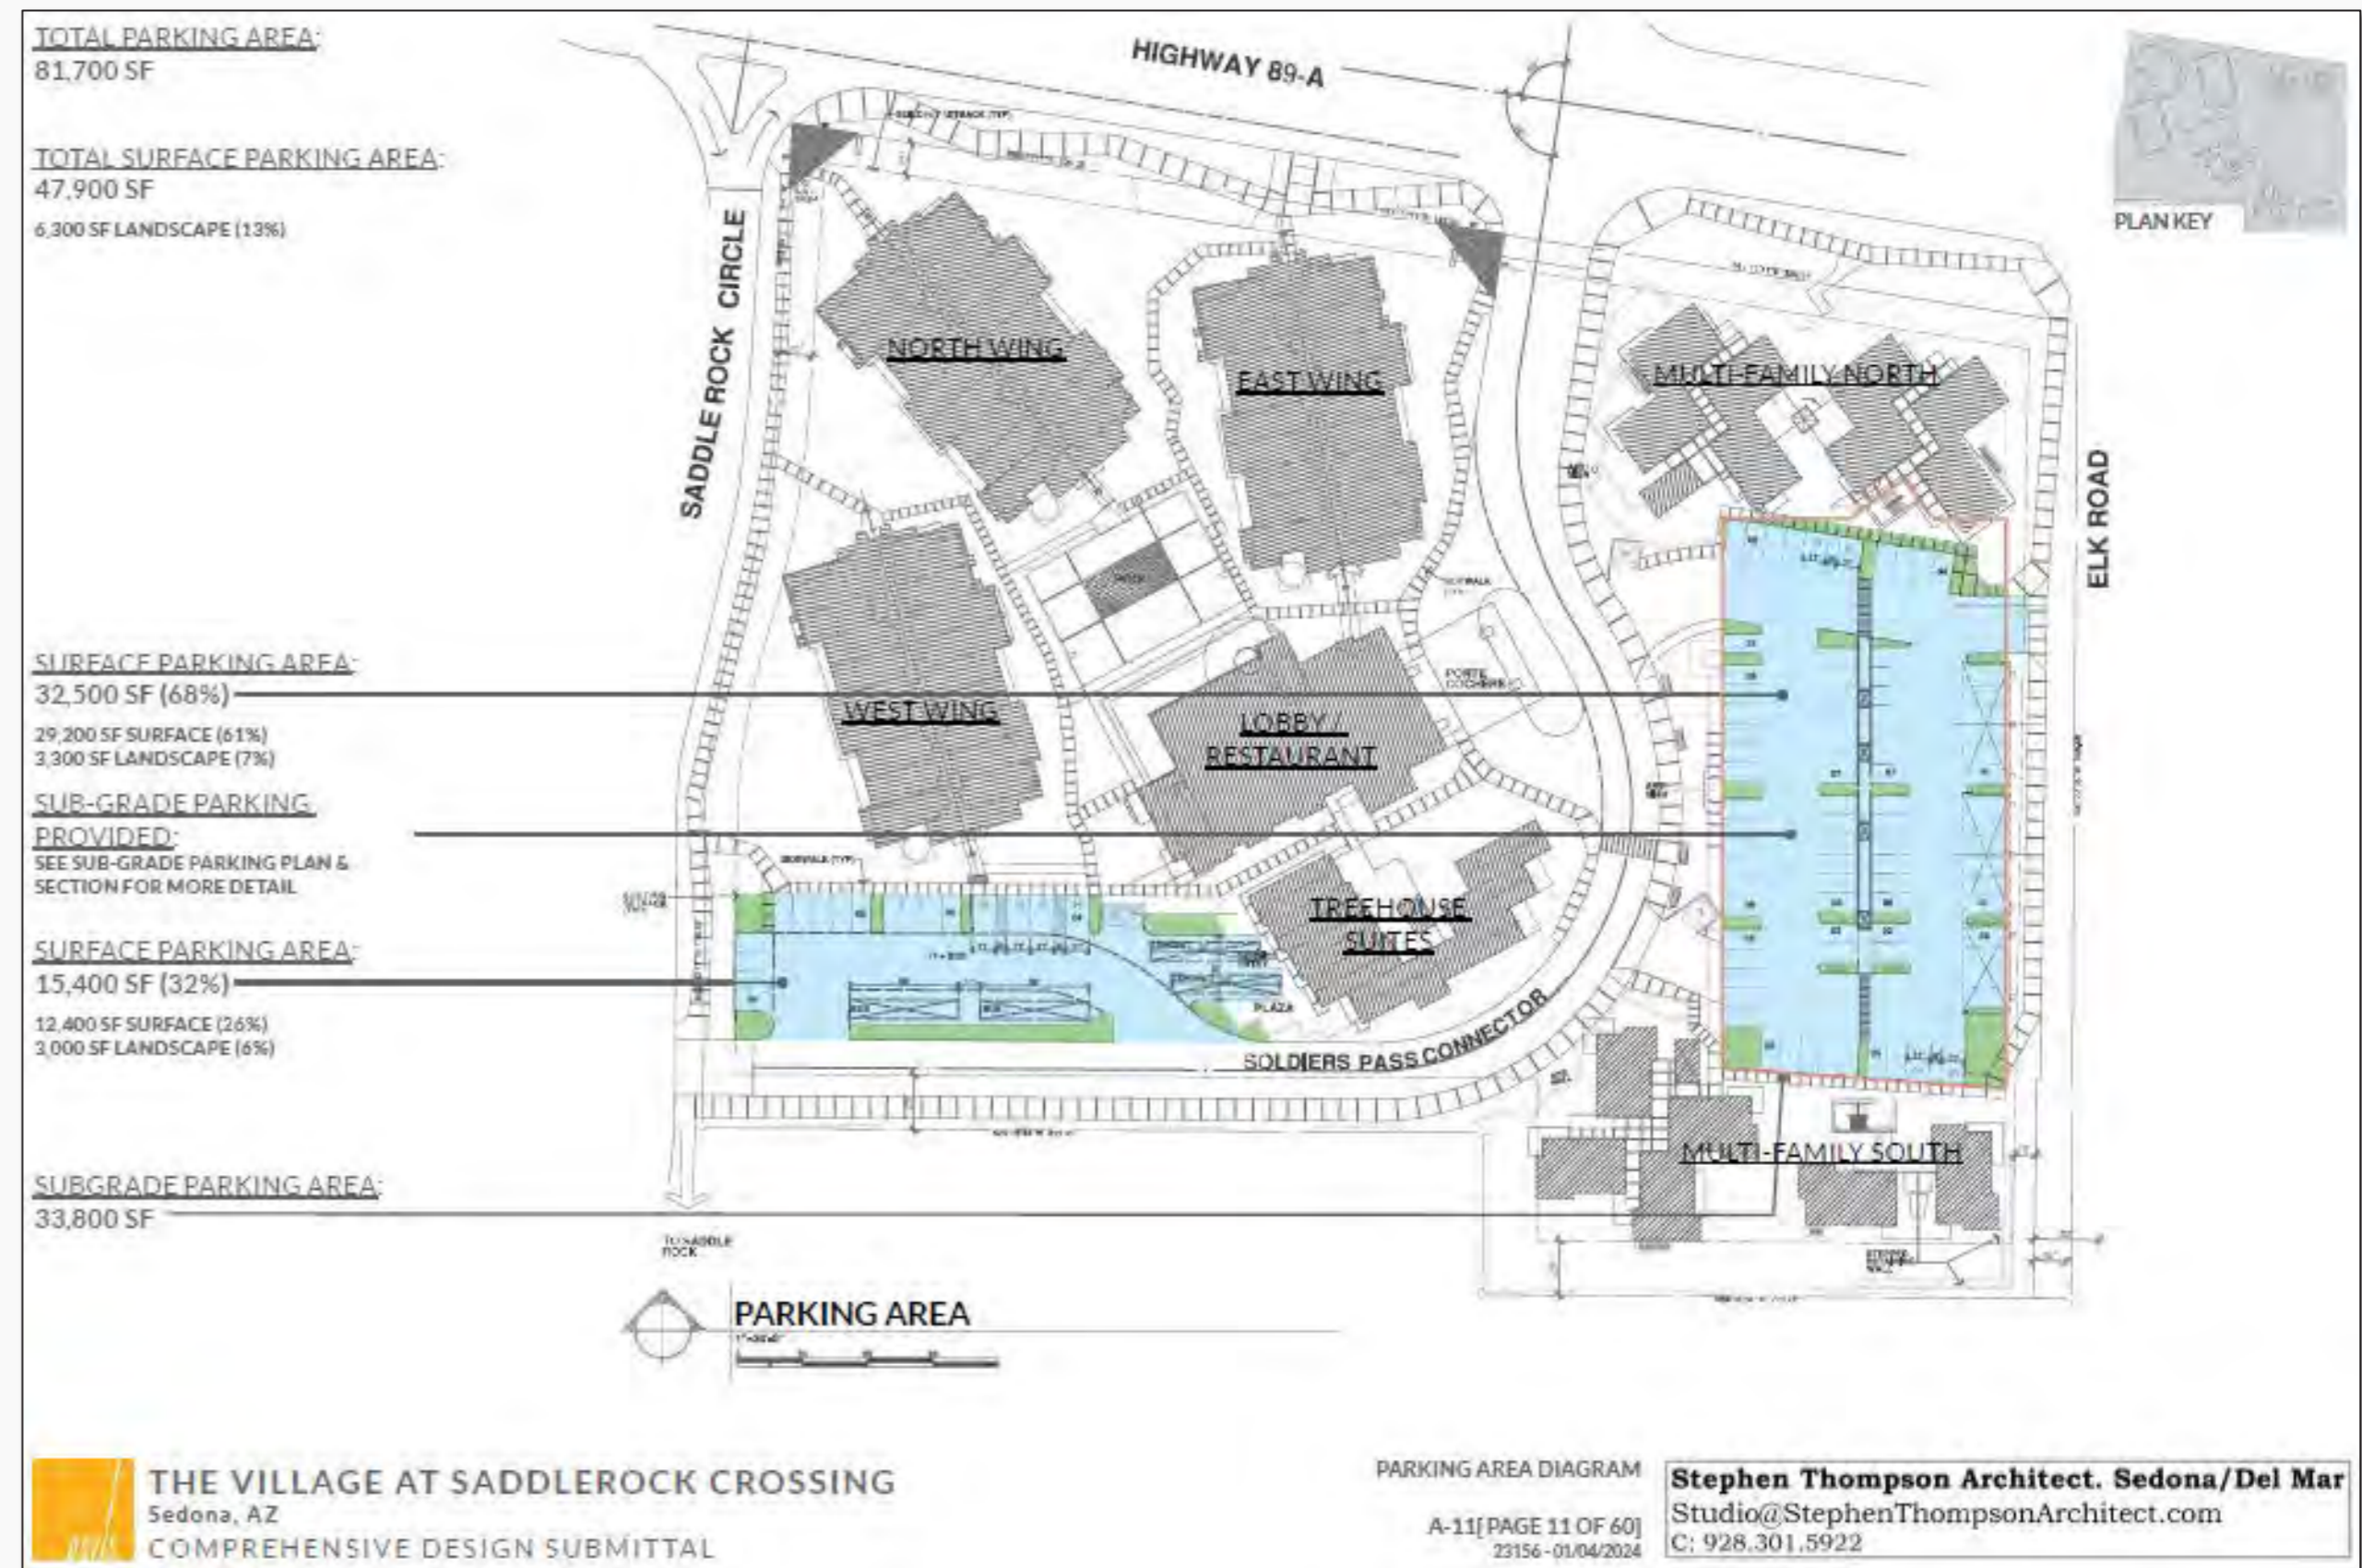 TOTAL PARKING AREA:
81,700 SF
TOTAL SURFACE PARKING AREA:
47,900 SF
6,300 SF LANDSCAPE (13%)
SURFACE PARKING AREA:
32,500 SF (68%)
29,200 SF SURFACE (61%)
3,300 SF LANDSCAPE (7%)
SUB-GRADE PARKING
PROVIDED:
SEE SUB-GRADE PARKING PLAN &
SECTION FOR MORE DETAIL
SURFACE PARKING AREA:
15,400 SF (32%)
12,400 SF SURFACE (26%)
3,000 SF LANDSCAPE (6%)
SUBGRADE PARKING AREA:
33,800 SF
HIGHWAY 89-A
PLAN KEY
SADDLE ROCK CIRCLE
NORTH WING
EAST WING
MULTI-FAMILY NORTH
ELK ROAD
WEST WING
LOBBY /
RESTAURANT
PORTE
COCHERE
SIDEWALK (TYP)
TREEHOUSE
SUITES
PLAZA
SOLDIERS PASS CONNECTOR
MULTI-FAMILY SOUTH
TO SADDLE
ROCK
PARKING AREA
THE VILLAGE AT SADDLEROCK CROSSING
Sedona, AZ
COMPREHENSIVE DESIGN SUBMITTAL
PARKING AREA DIAGRAM
A-11[PAGE 11 OF 60]
23156 - 01/04/2024
Stephen Thompson Architect. Sedona/Del Mar
Studio@StephenThompsonArchitect.com
C: 928.301.5922